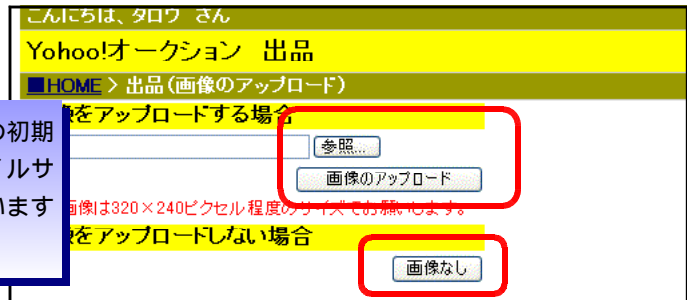 こんにちは、タロウ さん
Yahoo!オークション 出品
■HOME > 出品(画像のアップロード)
をアップロードする場合
参照...
画像のアップロード
画像は320×240ピクセル程度のサイズでお願いします。
をアップロードしない場合
画像なし
の初期
イルサ
います